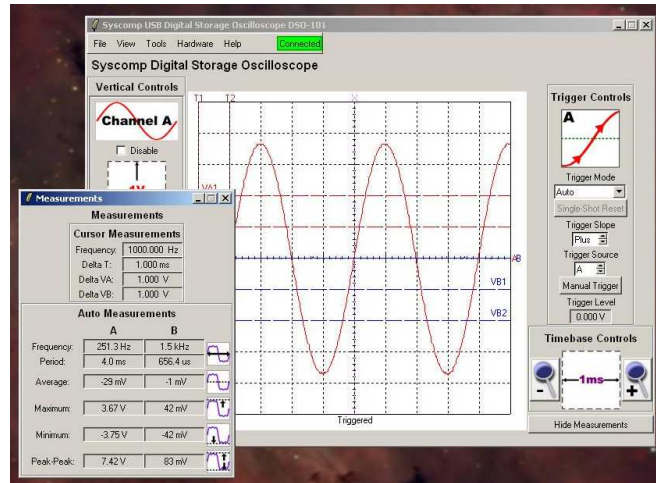 Syscomp USB Digital Storage Oscilloscope DSO-101
File View Tools Hardware Help Connected
Syscomp Digital Storage Oscilloscope
Vertical Controls
Channel A
Disable
1V
T1 T2
VA1
AB
VB1
VB2
Triggered
Trigger Controls
A
Trigger Mode
Auto
Single-Shot Reset
Trigger Slope
Plus
Trigger Source
A
Manual Trigger
Trigger Level
0.000 V
Timebase Controls
- 1ms +
Hide Measurements
Measurements
Measurements
Cursor Measurements
Frequency: 1000.000 Hz
Delta T: 1.000 ms
Delta VA: 1.000 V
Delta VB: 1.000 V
Auto Measurements
A B
Frequency: 251.3 Hz 1.5 kHz
Period: 4.0 ms 656.4 us
Average: -29 mV -1 mV
Maximum: 3.67 V 42 mV
Minimum: -3.75 V -42 mV
Peak-Peak: 7.42 V 83 mV